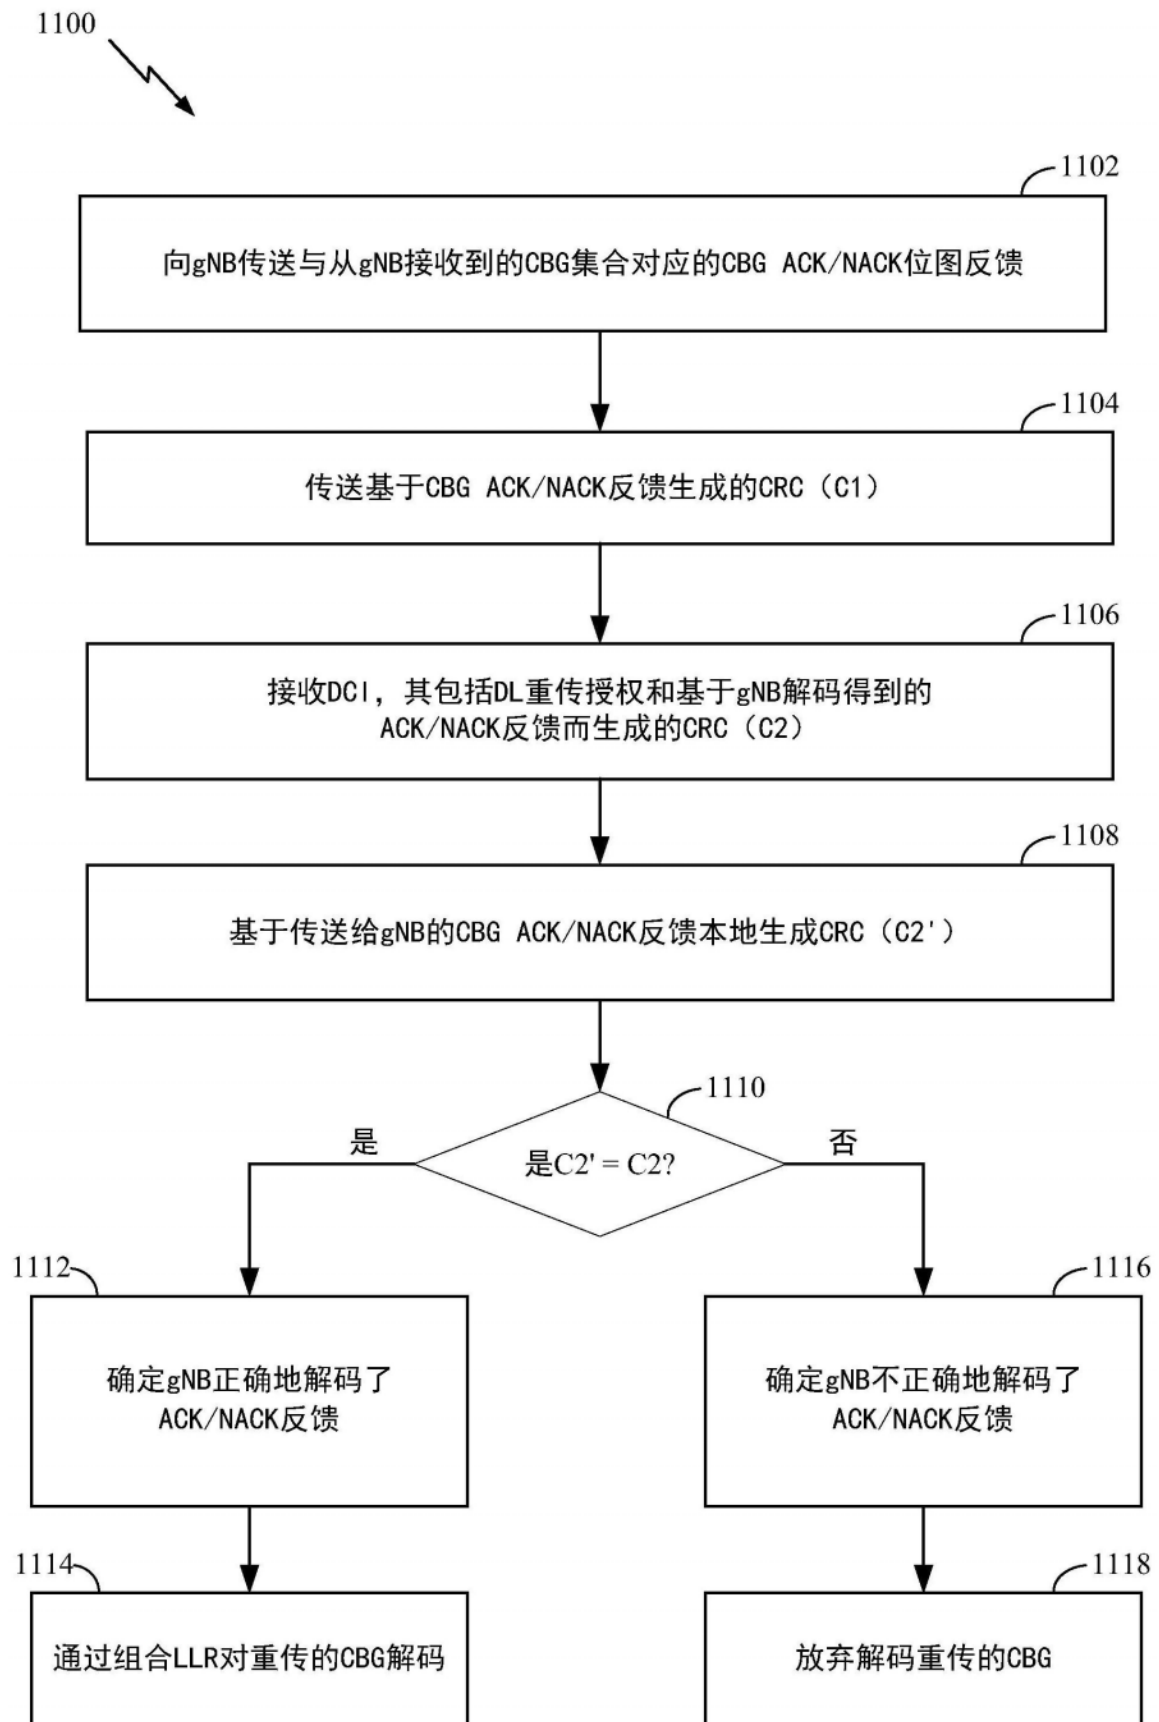 1100
1102
向gNB传送与从gNB接收到的CBG集合对应的CBG ACK/NACK位图反馈
1104
传送基于CBG ACK/NACK反馈生成的CRC（C1）
1106
接收DCI，其包括DL重传授权和基于gNB解码得到的
ACK/NACK反馈而生成的CRC（C2）
1108
基于传送给gNB的CBG ACK/NACK反馈本地生成CRC（C2'）
1110
是
否
是C2' = C2?
1112
确定gNB正确地解码了
ACK/NACK反馈
1116
确定gNB不正确地解码了
ACK/NACK反馈
1114
通过组合LLR对重传的CBG解码
1118
放弃解码重传的CBG